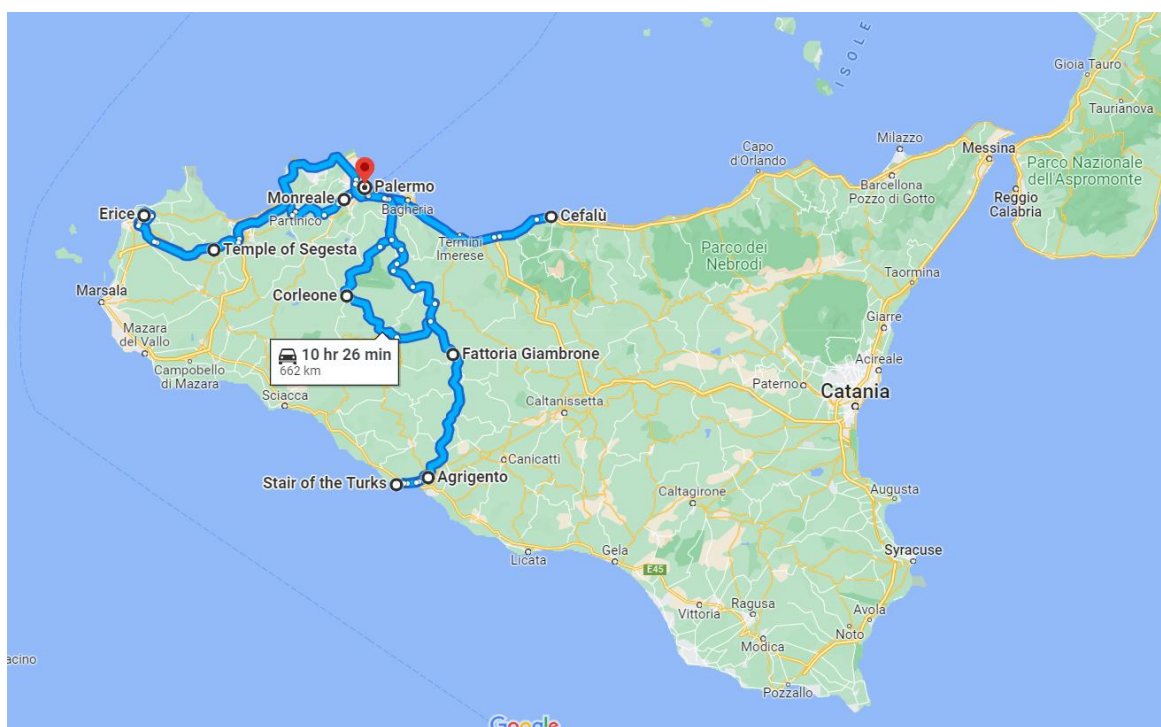 ISOLE
Gioia Tauro
Taurianova
Milazzo
Messina
Capo
d'Orlando
Parco Nazionale
dell'Aspromonte
Barcellona
Pozzo di Gotto
Reggio
Calabria
Palermo
Monreale
Bagheria
Erice
Partinico
Cefalù
Termini
Imerese
Parco dei
Nebrodi
Temple of Segesta
Taormina
Marsala
Corleone
Giarre
Mazara
del Vallo
10 hr 26 min
662 km
Fattoria Giambrone
Acireale
Campobello
di Mazara
Paterno
Catania
Sciacca
Caltanissetta
Canicattì
Stair of the Turks
Agrigento
Caltagirone
Augusta
Licata
Gela
E45
Syracuse
Vittoria
Ragusa
Avola
Noto
Modica
acino
Pozzallo
Google